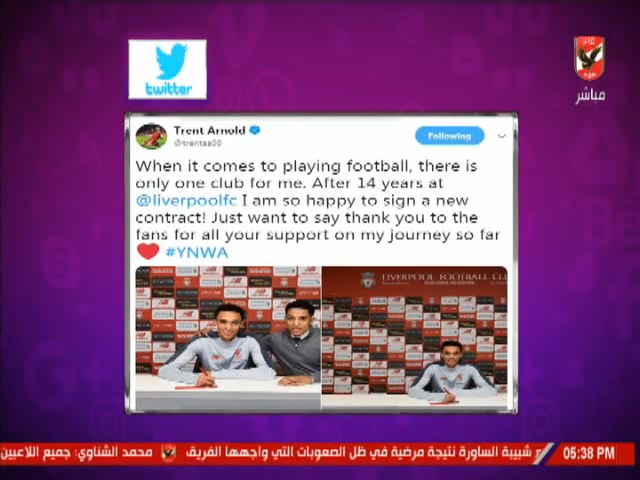 twitter
مباشر
Trent Arnold
@trentaa98
Following
When it comes to playing football, there is
only one club for me. After 14 years at
@liverpoolfc I am so happy to sign a new
contract! Just want to say thank you to the
fans for all your support on my journey so far
#YNWA
LIVERPOOL FOOTBALL CLUB
شبيبة الساورة نتيجة مرضية في ظل الصعوبات التي واجهها الفريق
محمد الشناوي: جميع اللاعبين
05:38 PM